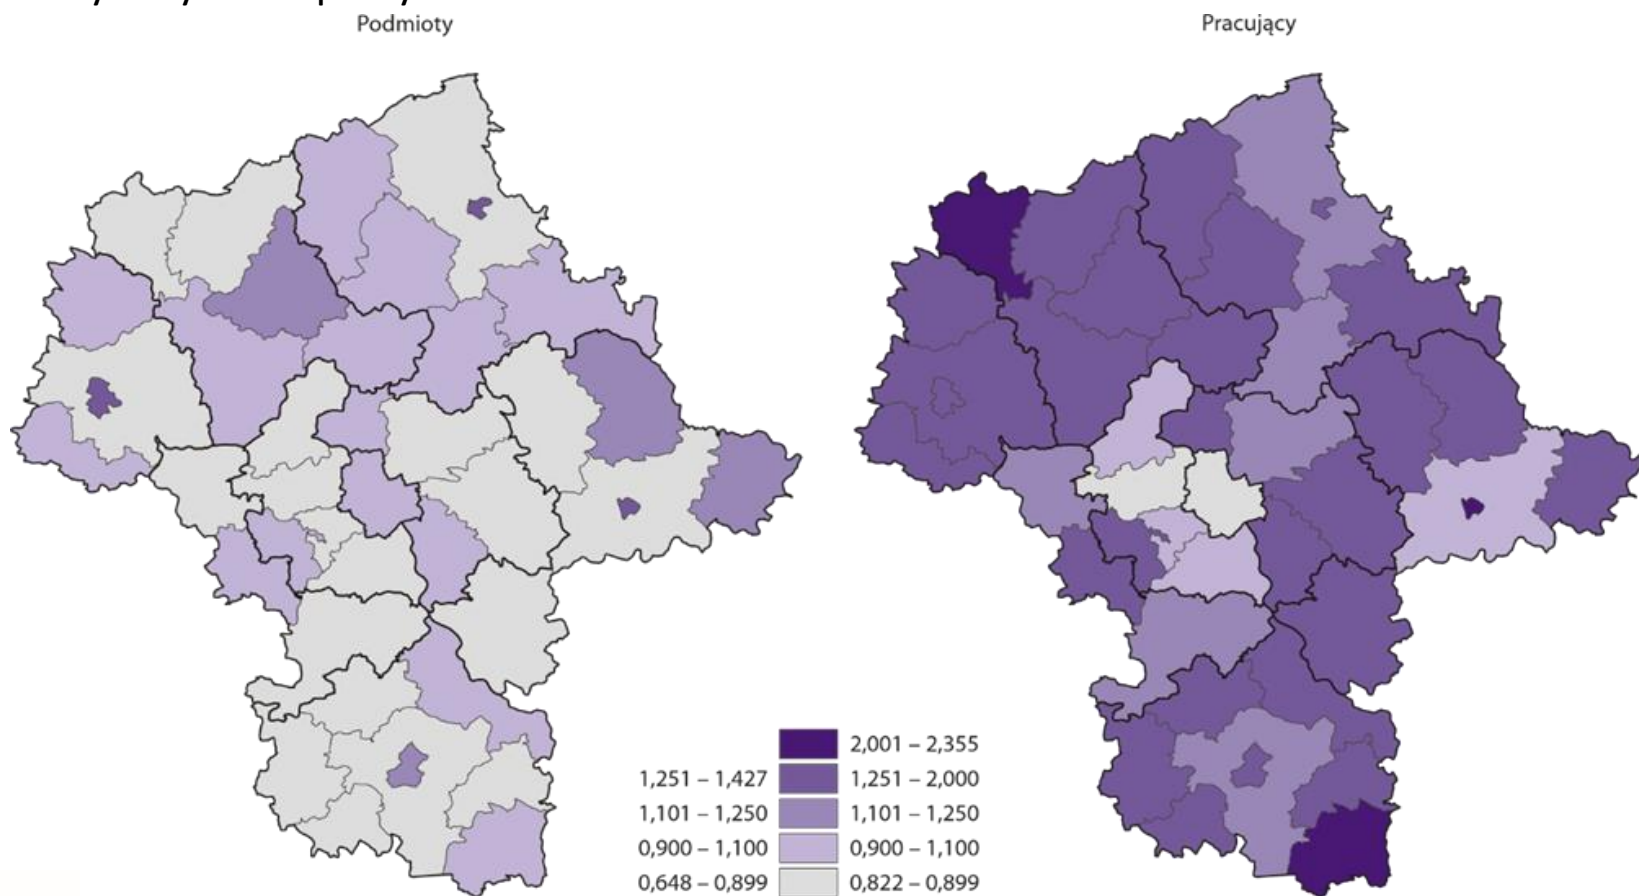 Podmioty
Pracujący
2,001 – 2,355
1,251 – 1,427 1,251 – 2,000
1,101 – 1,250 1,101 – 1,250
0,900 – 1,100 0,900 – 1,100
0,648 – 0,899 0,822 – 0,899